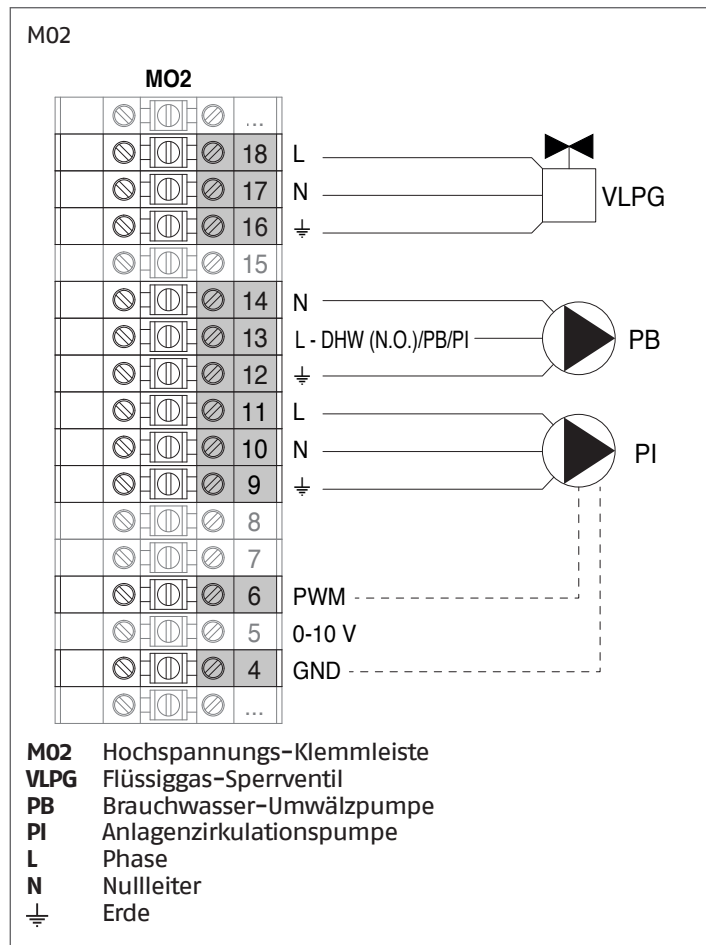 M02
MO2
...
18 L
17 N VLPG
16 ⏚
15
14 N
13 L - DHW (N.O.)/PB/PI PB
12 ⏚
11 L
10 N PI
9 ⏚
8
7
6 PWM
5 0-10 V
4 GND
...
M02 Hochspannungs-Klemmleiste
VLPG Flüssiggas-Sperrventil
PB Brauchwasser-Umwälzpumpe
PI Anlagenzirkulationspumpe
L Phase
N Nullleiter
⏚ Erde